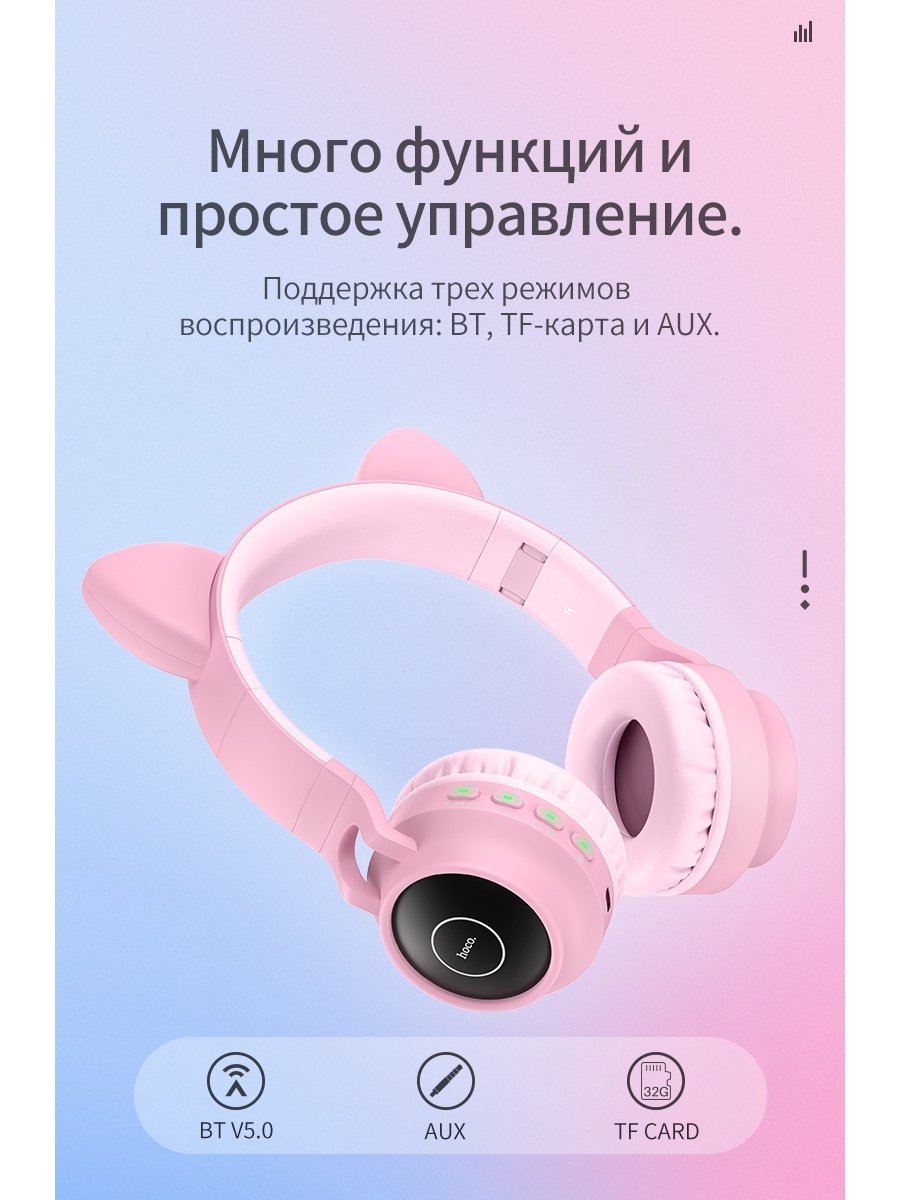 Много функций и
простое управление.
Поддержка трех режимов
воспроизведения: BT, TF-карта и AUX.
R
hoco.
32G
BT V5.0
AUX
TF CARD